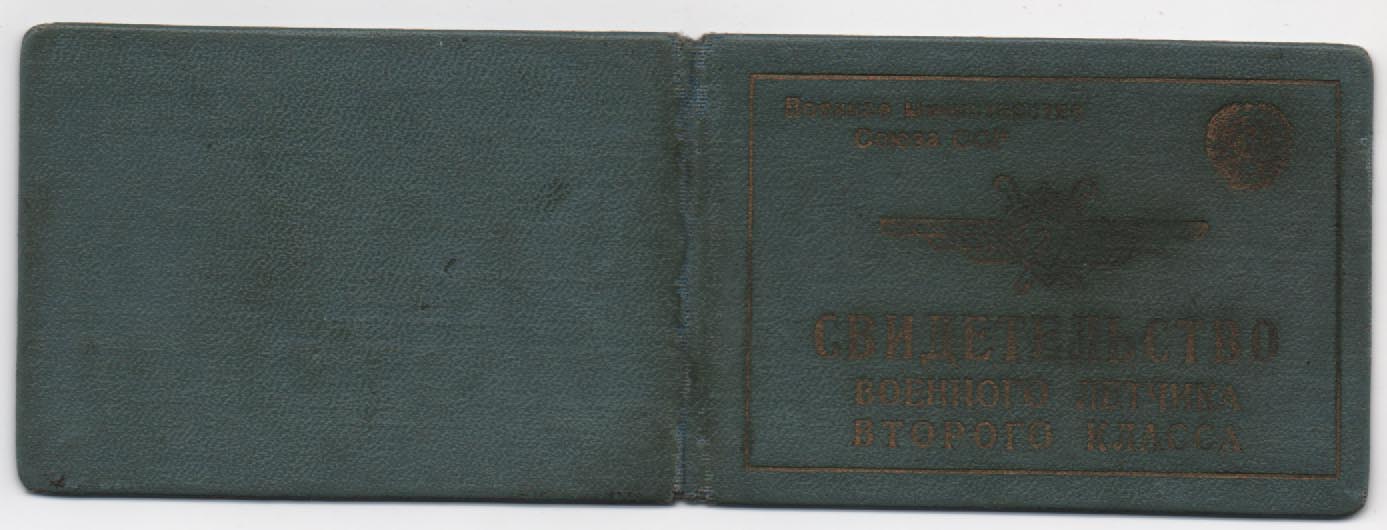 Военное Министерство
Союза ССР
СВИДЕТЕЛЬСТВО
ВОЕННОГО ЛЕТЧИКА
ВТОРОГО КЛАССА